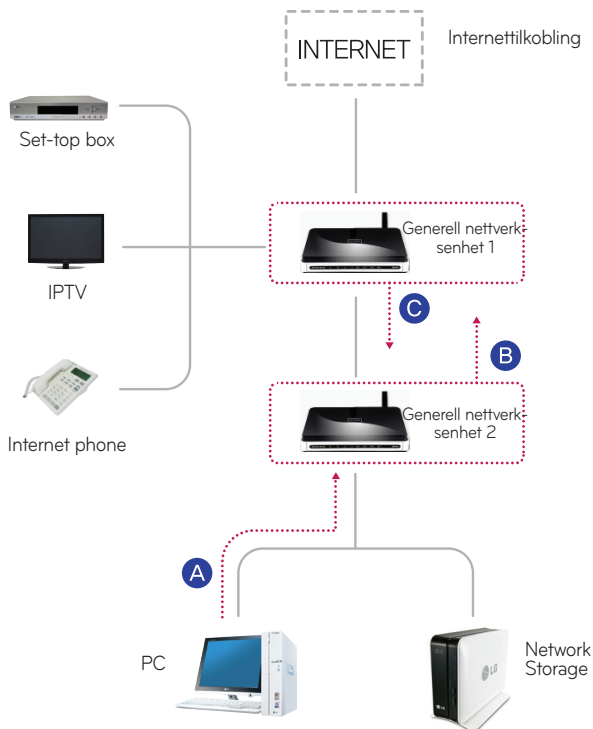 INTERNET
Internettilkobling
Set-top box
Generell nettverk-
senhet 1
IPTV
C
B
Generell nettverk-
senhet 2
Internet phone
A
PC
LG
Network
Storage